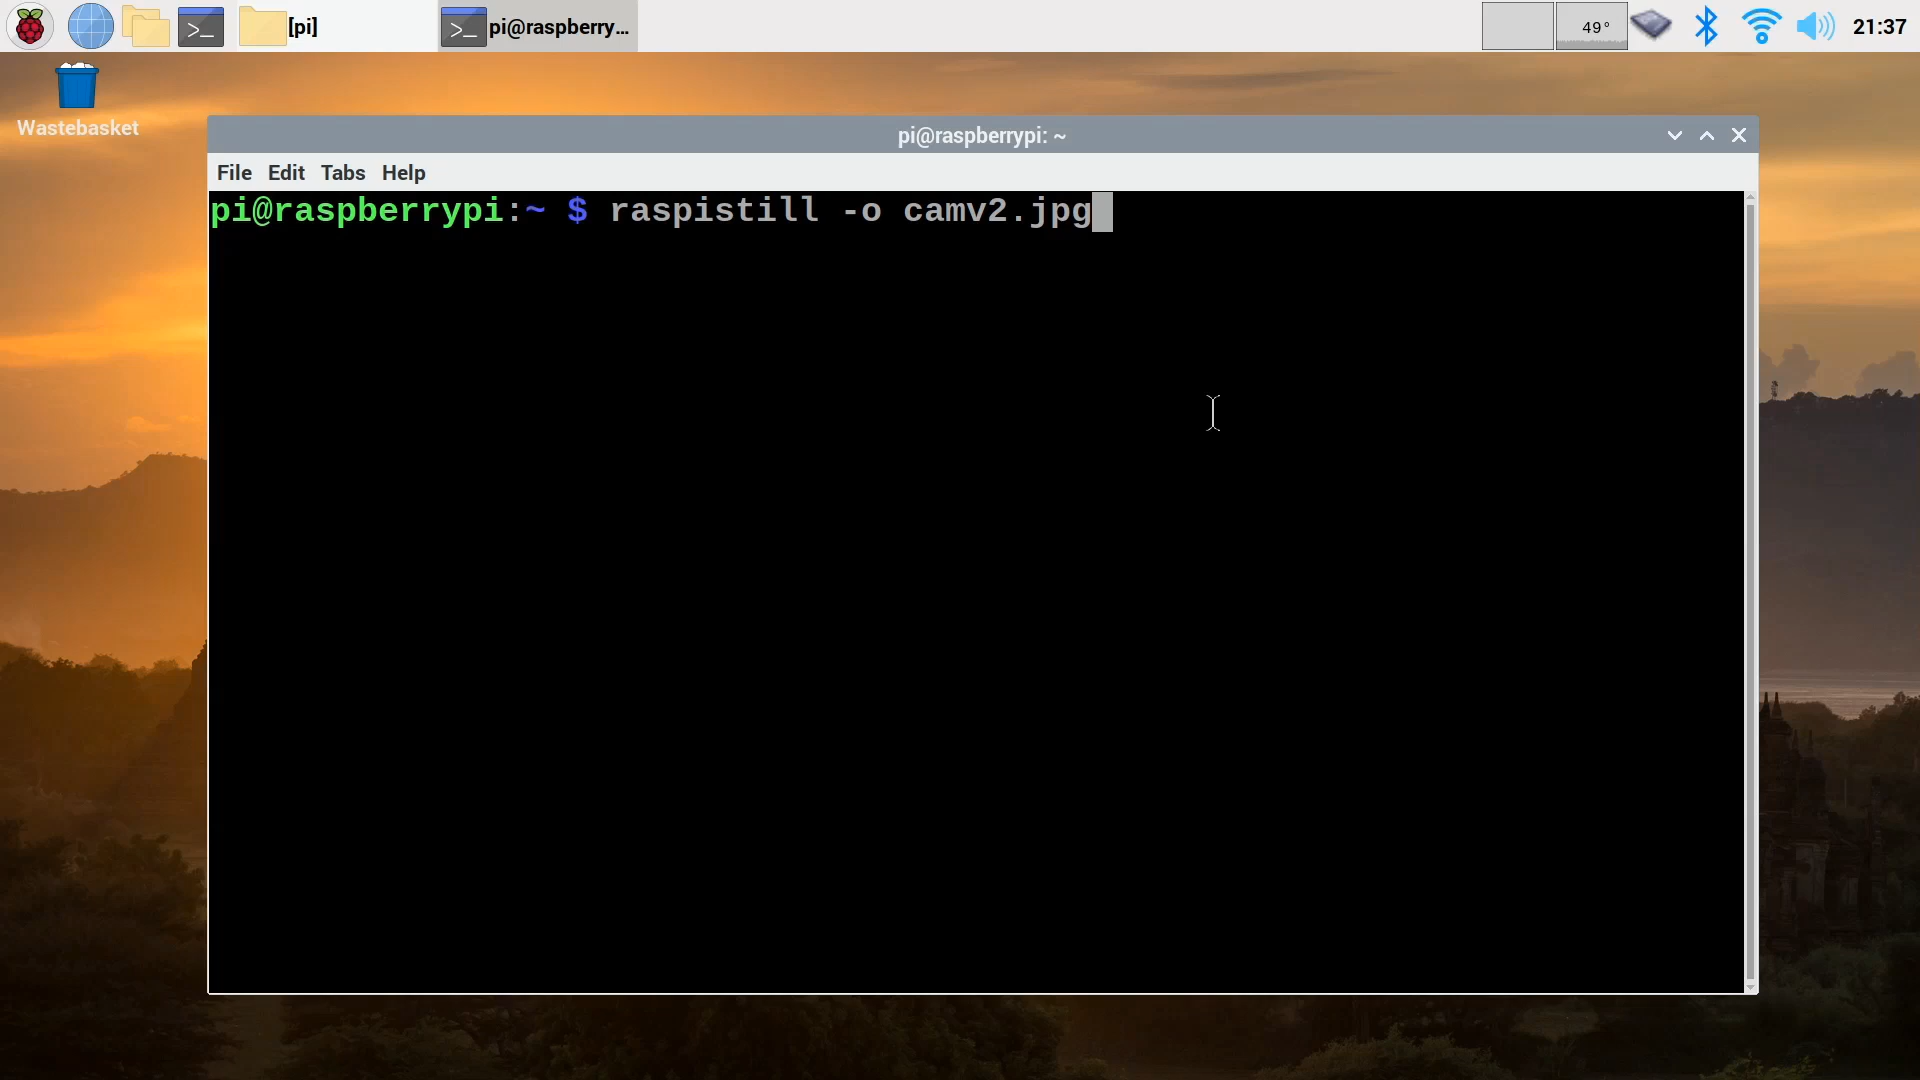 [pi]
pi@raspberry...
49°
21:37
Wastebasket
pi@raspberrypi: ~
File Edit Tabs Help
pi@raspberrypi:~ $ raspistill -o camv2.jpg